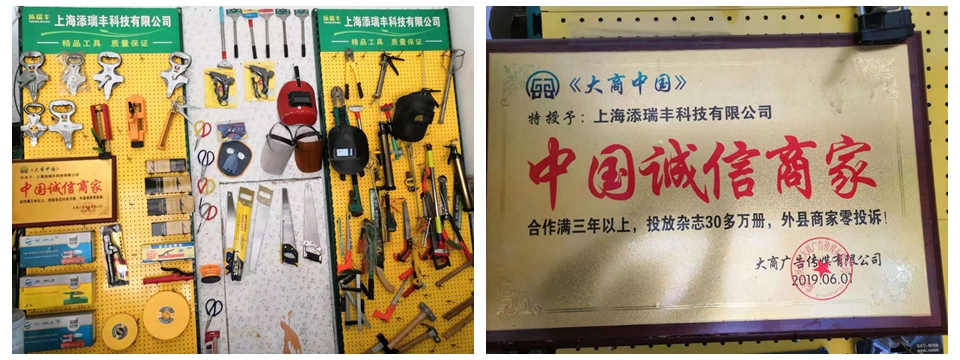 添瑞丰
上海添瑞丰科技有限公司
精品工具 质量保证
添瑞丰
上海添瑞丰科技有限公司
精品工具 质量保证
《大商中国》
中国诚信商家
《大商中国》
特授予：上海添瑞丰科技有限公司
中国诚信商家
合作满三年以上，投放杂志30多万册，外县商家零投诉！
大商广告传媒有限公司
2019.06.01